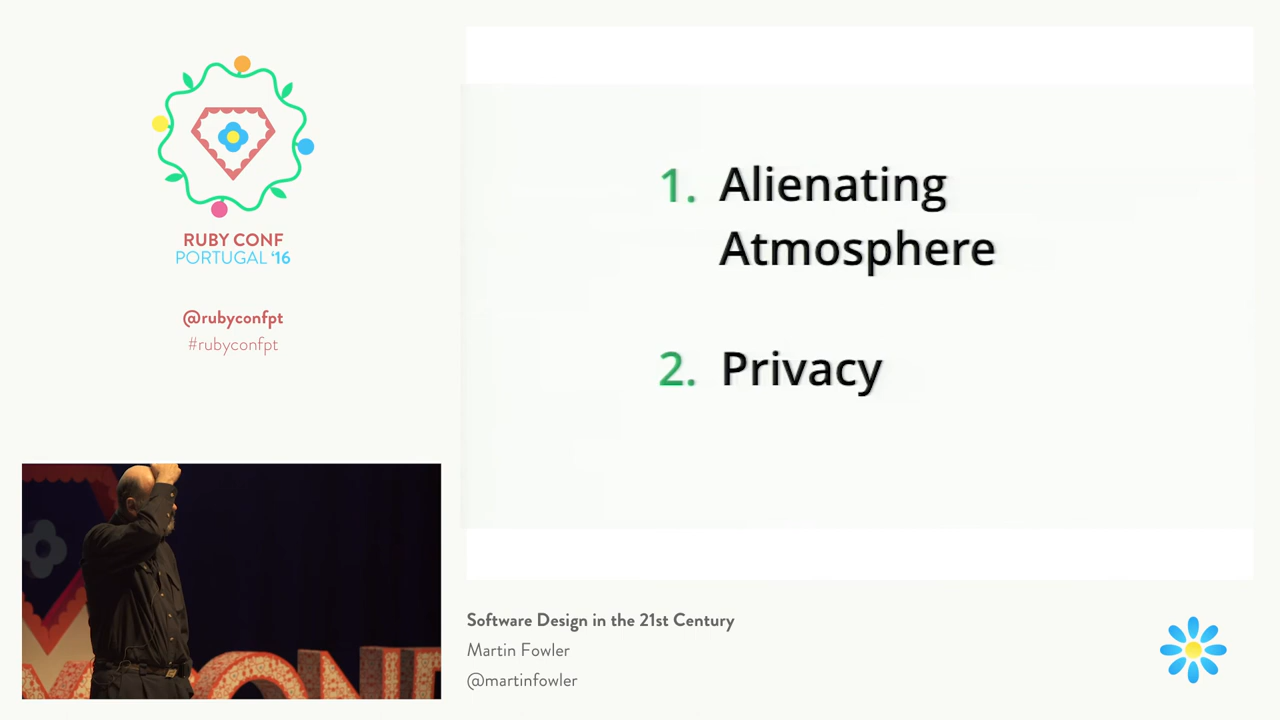 RUBY CONF
PORTUGAL '16
@rubyconfpt
#rubyconfpt
1. Alienating
Atmosphere
2. Privacy
Software Design in the 21st Century
Martin Fowler
@martinfowler